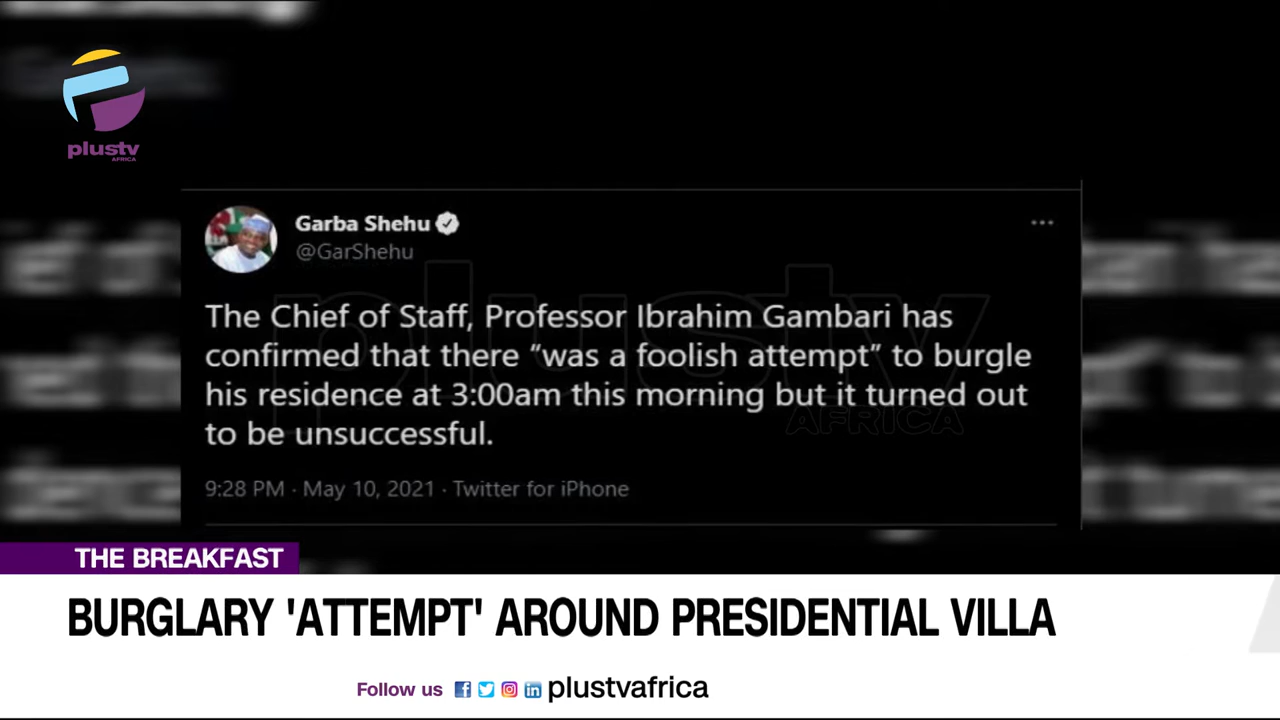 plustv
AFRICA
Garba Shehu
@GarShehu
The Chief of Staff, Professor Ibrahim Gambari has
confirmed that there “was a foolish attempt” to burgle
his residence at 3:00am this morning but it turned out
to be unsuccessful.
plustv
AFRICA
9:28 PM · May 10, 2021 · Twitter for iPhone
THE BREAKFAST
BURGLARY 'ATTEMPT' AROUND PRESIDENTIAL VILLA
Follow us plustvafrica